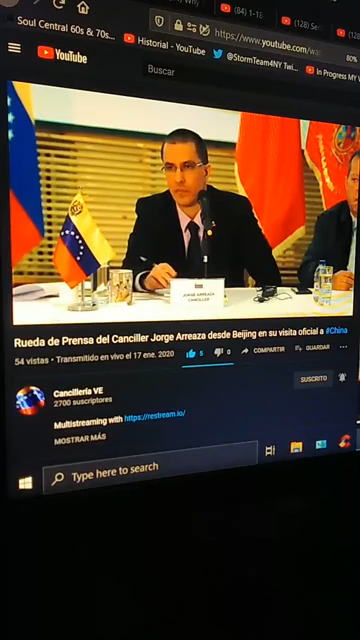 (84) 1-18
(128) Se
(128
https://www.youtube.com/wa
80%
Soul Central 60s & 70s...
Historial - YouTube
@StormTeam4NY Twi...
In Progress MY
YouTube
Buscar
JORGE ARREAZA
CANCILLER
Rueda de Prensa del Canciller Jorge Arreaza desde Beijing en su visita oficial a #China
54 vistas • Transmitido en vivo el 17 ene. 2020
5
0
COMPARTIR
GUARDAR
Cancillería VE
2700 suscriptores
SUSCRITO
Multistreaming with https://restream.io/
MOSTRAR MÁS
Type here to search